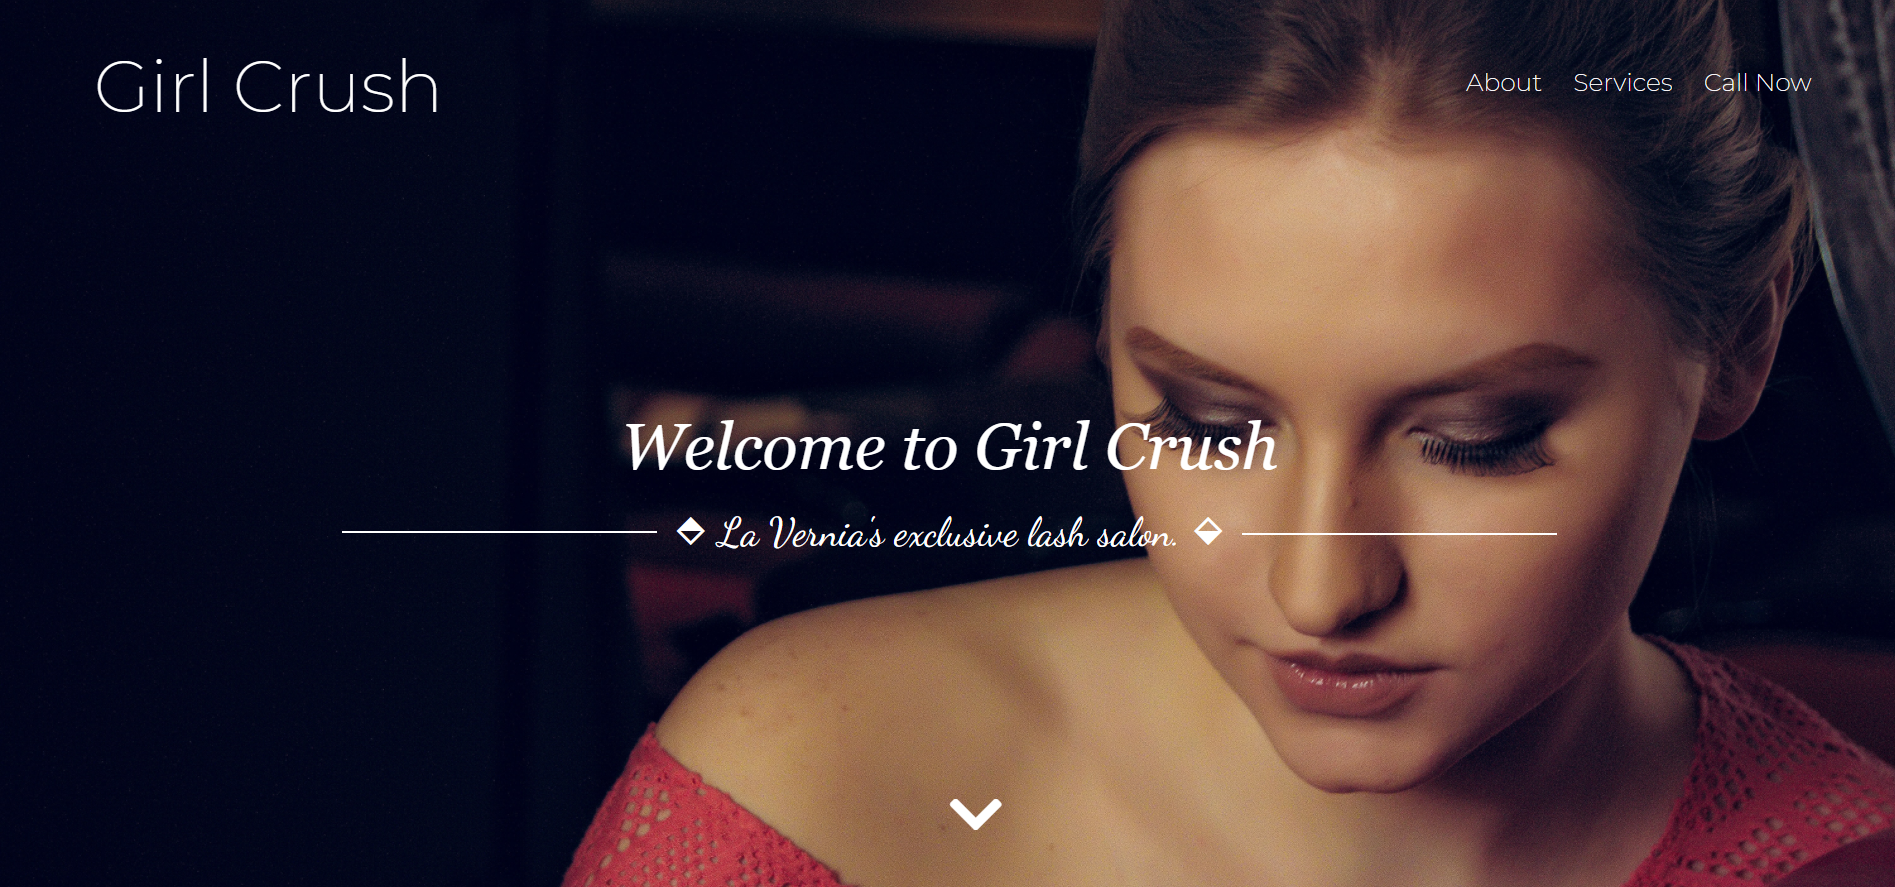 Girl Crush
About Services Call Now
Welcome to Girl Crush
La Vernia's exclusive lash salon.